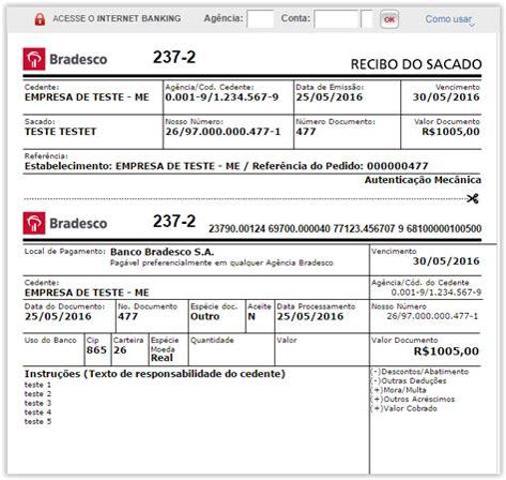 ACESSE O INTERNET BANKING Agência: Conta: OK Como usar
Bradesco 237-2 RECIBO DO SACADO
Cedente: Agência/Cod. Cedente: Data de Emissão: Vencimento
EMPRESA DE TESTE - ME 0.001-9/1.234.567-9 25/05/2016 30/05/2016
Sacado: Nosso Número: Número Documento: Valor Documento
TESTE TESTET 26/97.000.000.477-1 477 R$1005,00
Referência:
Estabelecimento: EMPRESA DE TESTE - ME / Referência do Pedido: 000000477
Autenticação Mecânica
Bradesco 237-2 23790.00124 69700.000040 77123.456707 9 68100000100500
Local de Pagamento: Banco Bradesco S.A. Vencimento
Pagável preferencialmente em qualquer Agência Bradesco 30/05/2016
Cedente: Agência/Cód. do Cedente
EMPRESA DE TESTE - ME 0.001-9/1.234.567-9
Data do Documento: No. Documento Espécie doc. Aceite Data Processamento Nosso Número
25/05/2016 477 Outro N 25/05/2016 26/97.000.000.477-1
Uso do Banco Cip Carteira Espécie Moeda Quantidade Valor Valor Documento
865 26 Real R$1005,00
Instruções (Texto de responsabilidade do cedente) (-)Descontos/Abatimento
teste 1 (-)Outras Deduções
teste 2 (+)Mora/Multa
teste 3 (+)Outros Acréscimos
teste 4 (+)Valor Cobrado
teste 5